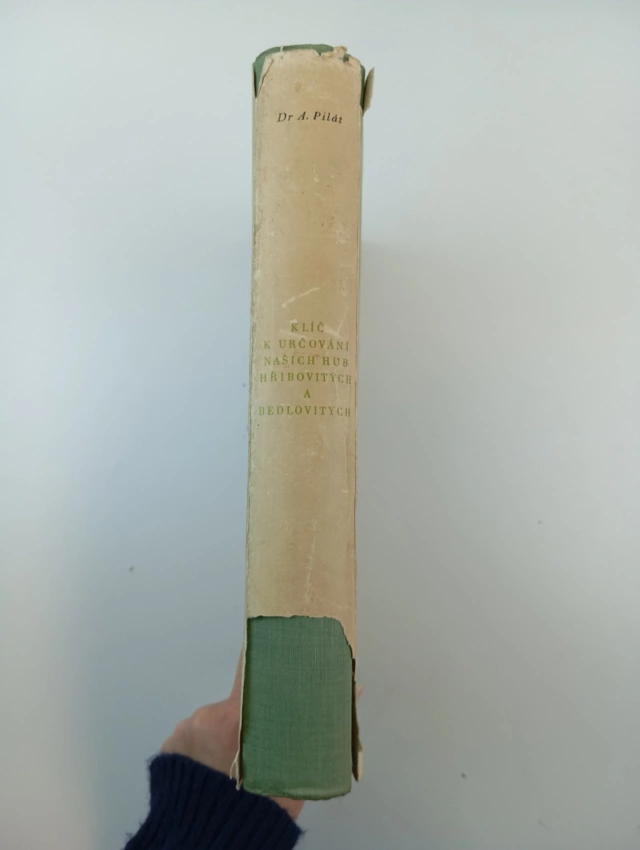 Dr A. Pilát
KLÍČ
K URČOVÁNÍ
NAŠICH HUB
HŘIBOVITÝCH
A
BEDLOVITÝCH